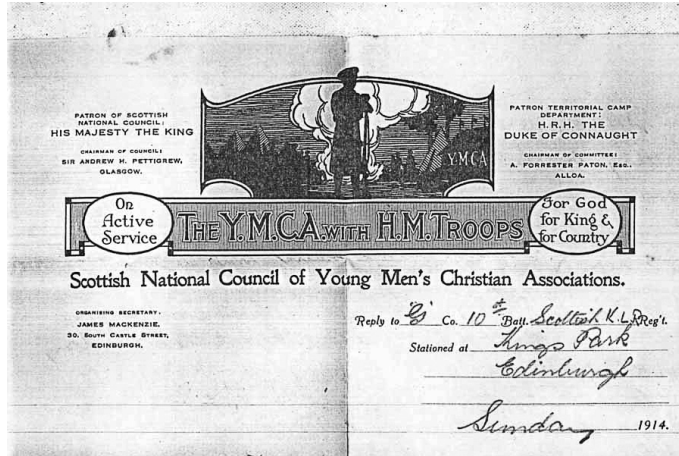 PATRON OF SCOTTISH
NATIONAL COUNCIL:
HIS MAJESTY THE KING
CHAIRMAN OF COUNCIL:
SIR ANDREW H. PETTIGREW,
GLASGOW.
PATRON TERRITORIAL CAMP
DEPARTMENT:
H.R.H. THE
DUKE OF CONNAUGHT
CHAIRMAN OF COMMITTEE:
A. FORRESTER PATON, ESQ.,
ALLOA.
Y.M.C.A
On
Active
Service
THE Y.M.C.A. WITH H.M. TROOPS
For God
for King &
for Country
Scottish National Council of Young Men's Christian Associations.
ORGANISING SECRETARY:
JAMES MACKENZIE,
30, SOUTH CASTLE STREET,
EDINBURGH.
Reply to "G" Co. 10th Batt. Scottish K.L.R Reg't.
Stationed at Kings Park
Edinburgh
Sunday 1914.